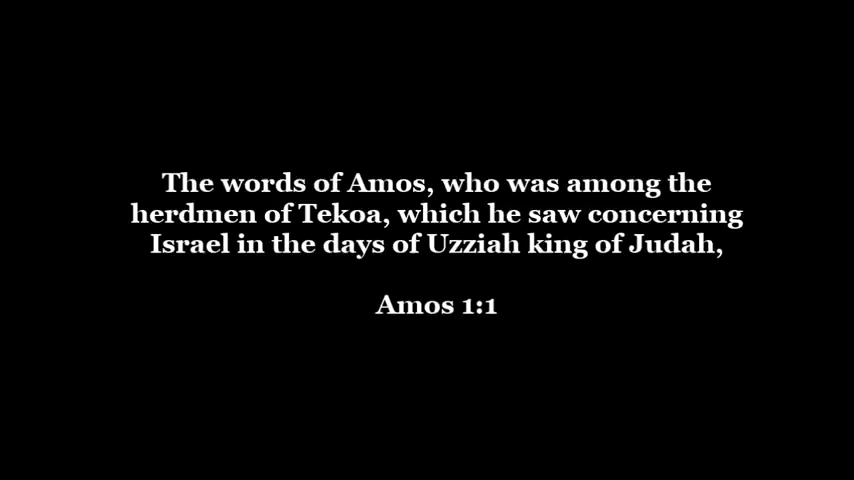 The words of Amos, who was among the
herdmen of Tekoa, which he saw concerning
Israel in the days of Uzziah king of Judah,
Amos 1:1